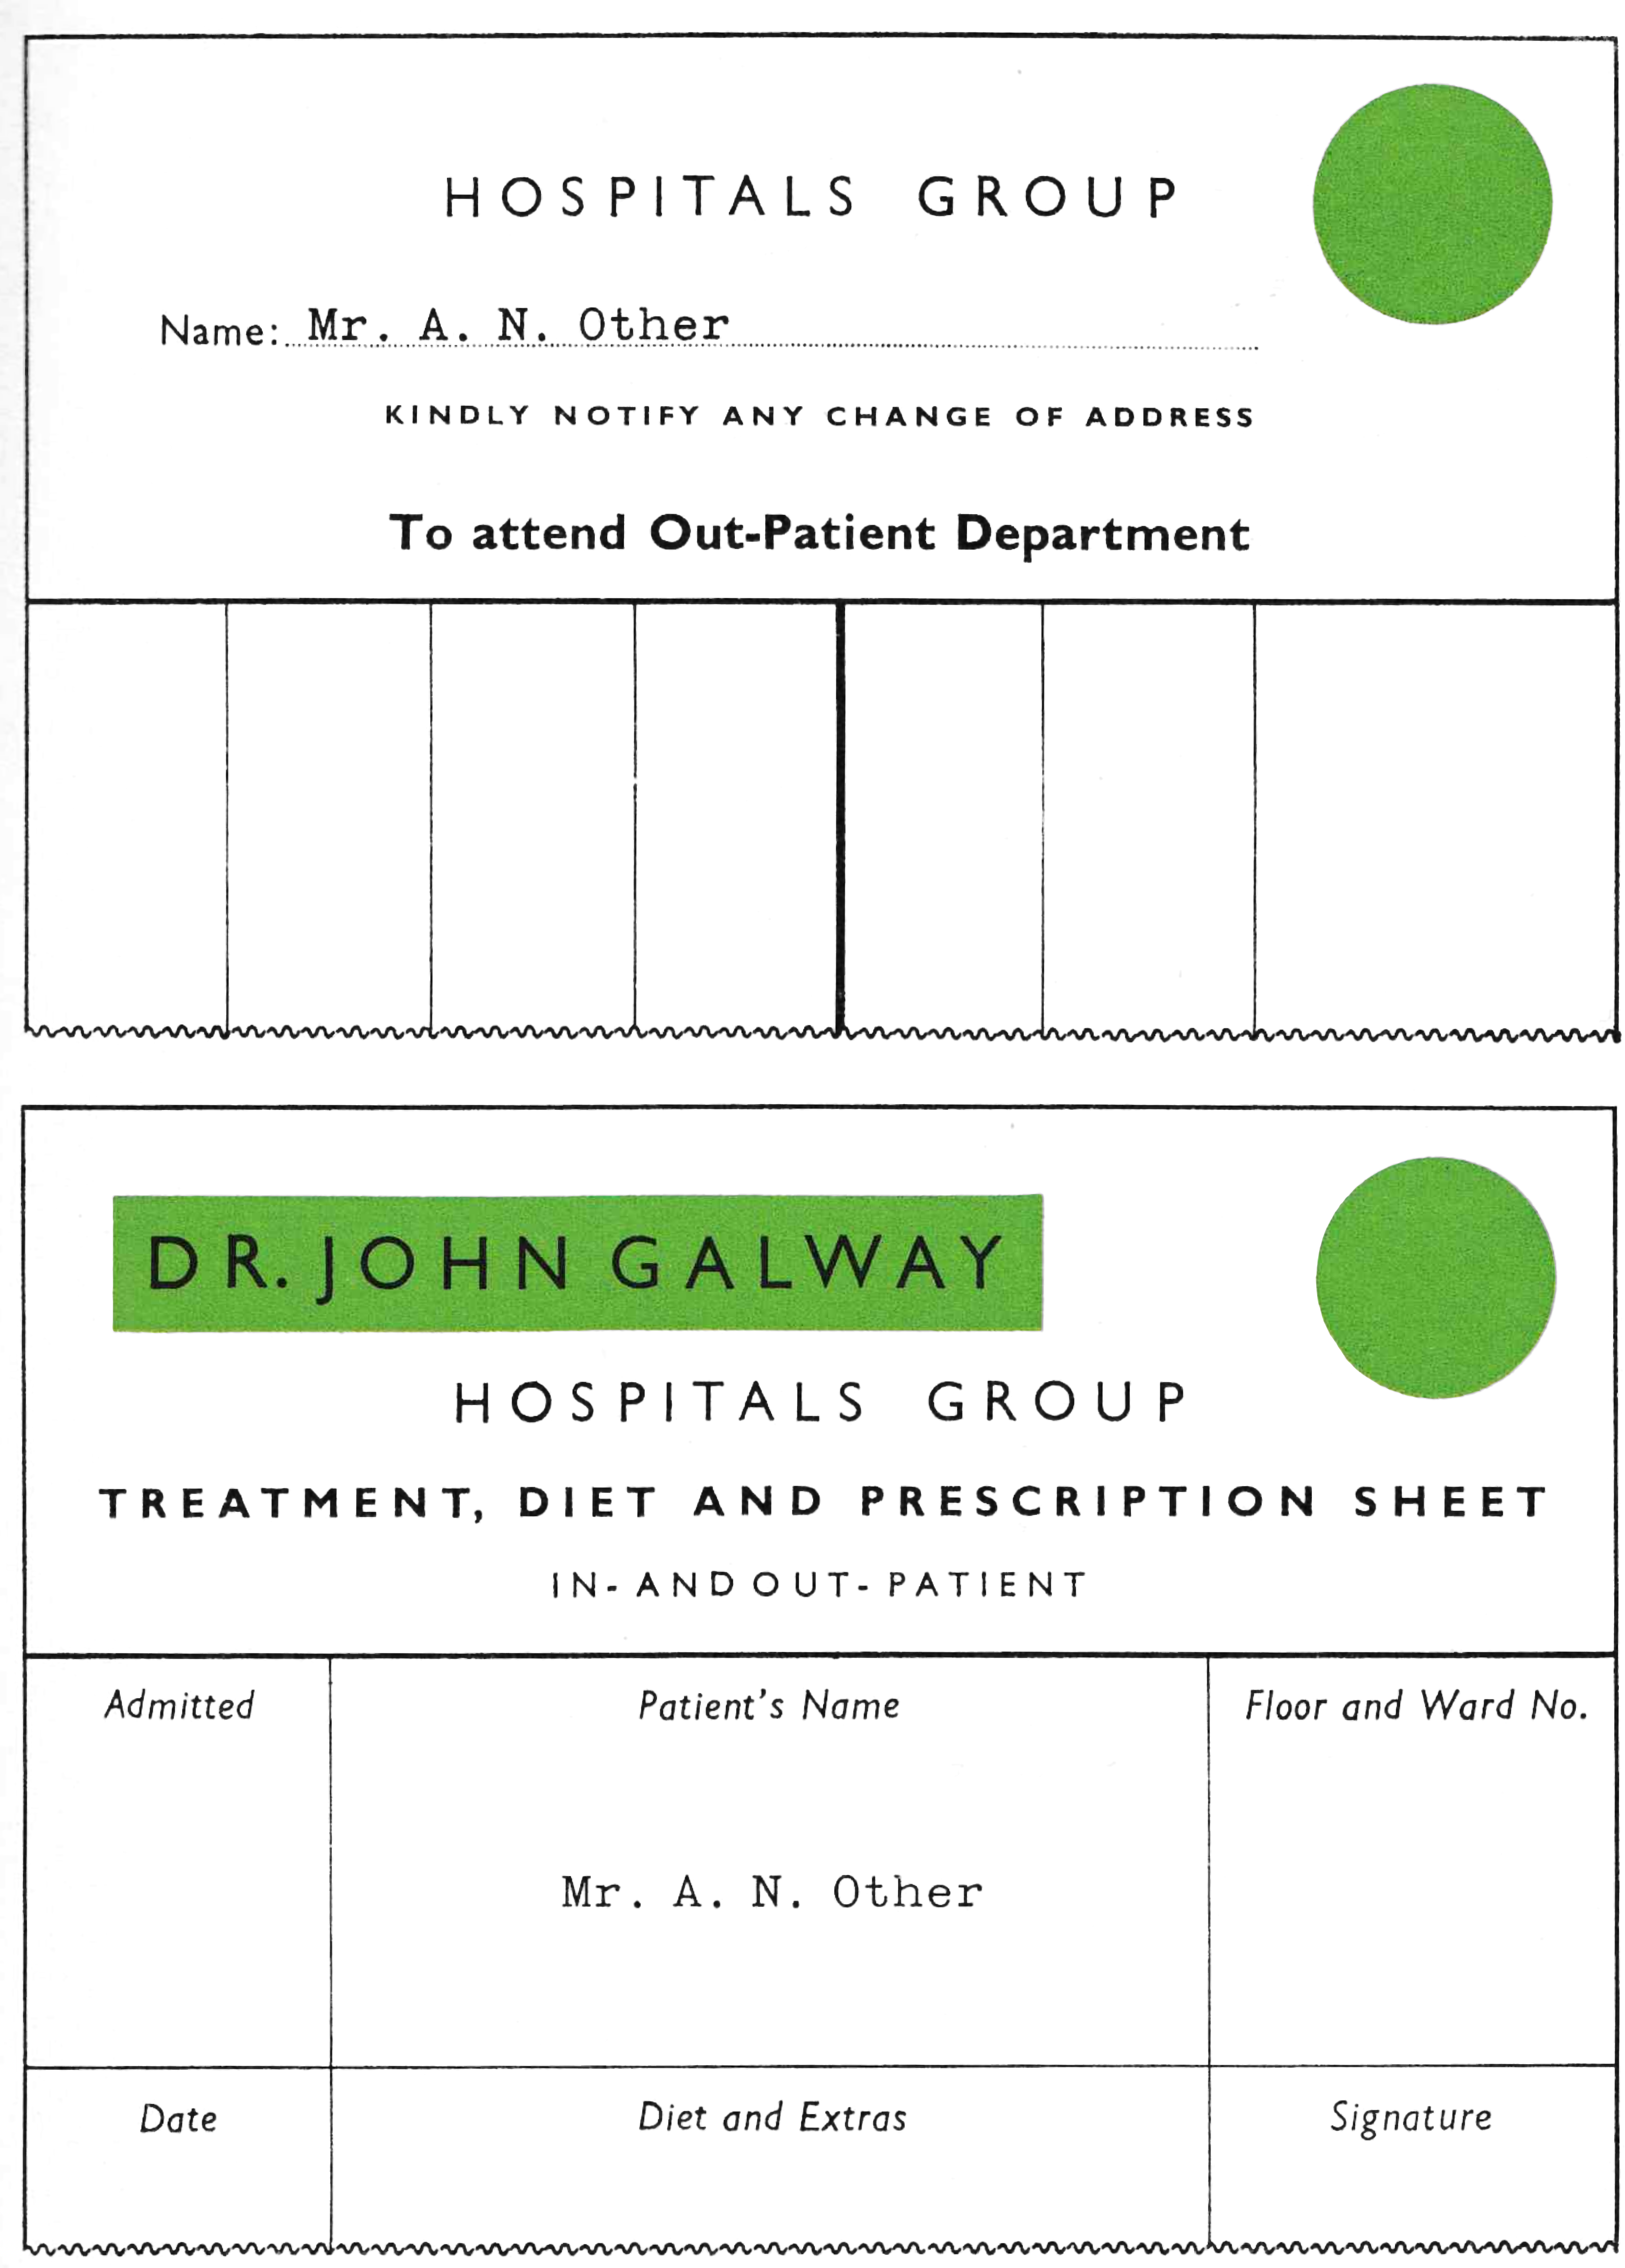 HOSPITALS GROUP
Name: Mr. A. N. Other
KINDLY NOTIFY ANY CHANGE OF ADDRESS
To attend Out-Patient Department
DR. JOHN GALWAY
HOSPITALS GROUP
TREATMENT, DIET AND PRESCRIPTION SHEET
IN- AND OUT- PATIENT
Admitted Patient's Name Floor and Ward No.
Mr. A. N. Other
Date Diet and Extras Signature